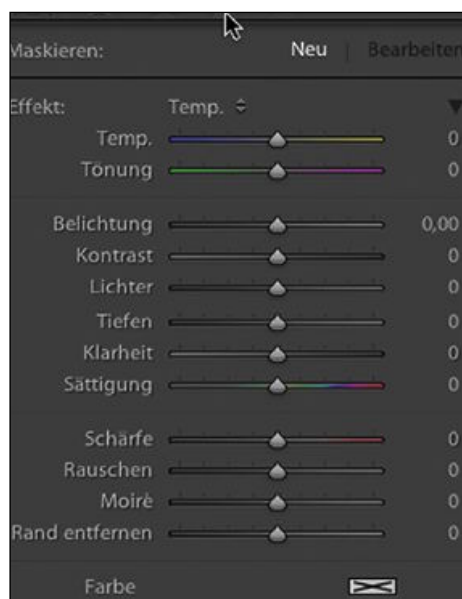 Maskieren: Neu | Bearbeiten
Effekt: Temp.
Temp. 0
Tönung 0
Belichtung 0,00
Kontrast 0
Lichter 0
Tiefen 0
Klarheit 0
Sättigung 0
Schärfe 0
Rauschen 0
Moirè 0
Rand entfernen 0
Farbe